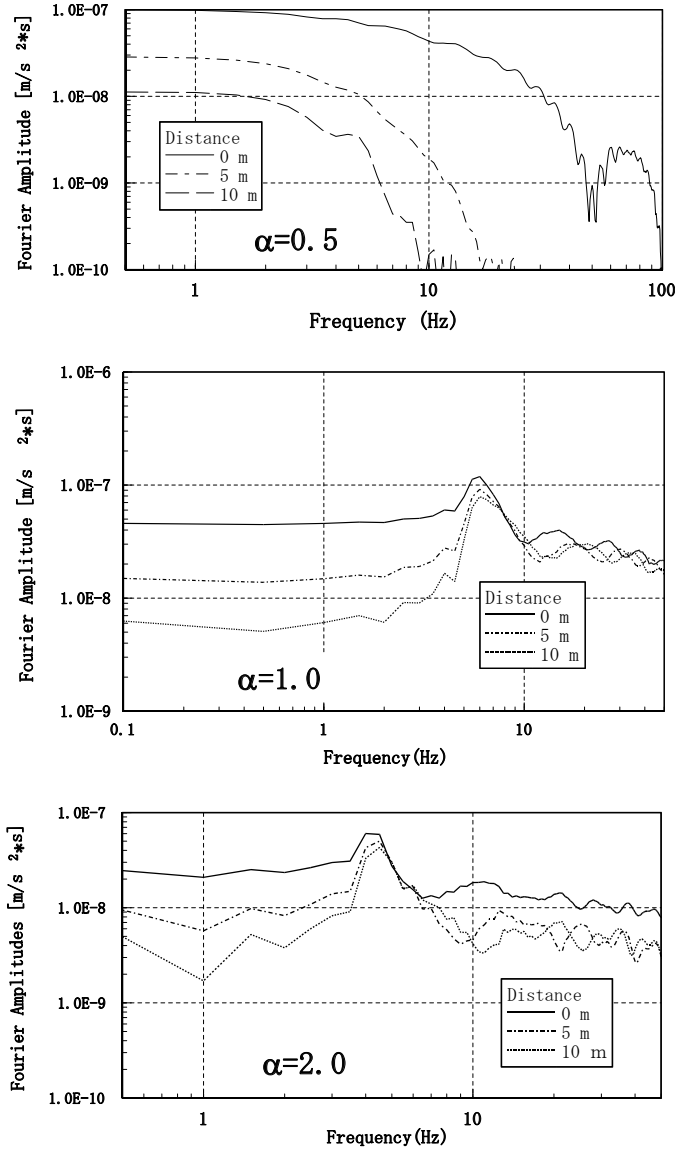 1.0E-07
1.0E-08
1.0E-09
1.0E-10
Fourier Amplitude [m/s 2*s]
Distance
0 m
5 m
10 m
α=0.5
1
10
100
Frequency (Hz)
1.0E-6
1.0E-7
1.0E-8
1.0E-9
Fourier Amplitude [m/s 2*s]
Distance
0 m
5 m
10 m
α=1.0
0.1
1
10
Frequency(Hz)
1.0E-7
1.0E-8
1.0E-9
1.0E-10
Fourier Amplitudes [m/s 2*s]
Distance
0 m
5 m
10 m
α=2.0
1
10
Frequency(Hz)